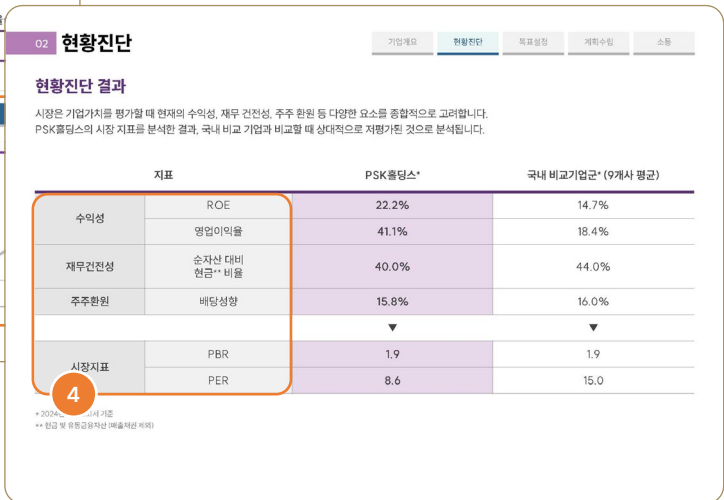 02 현황진단
기업개요 현황진단 목표설정 계획수립 소통
현황진단 결과
시장은 기업가치를 평가할 때 현재의 수익성, 재무 건전성, 주주 환원 등 다양한 요소를 종합적으로 고려합니다.
PSK홀딩스의 시장 지표를 분석한 결과, 국내 비교 기업과 비교할 때 상대적으로 저평가된 것으로 분석됩니다.
지표 PSK홀딩스* 국내 비교기업군* (9개사 평균)
수익성 ROE 22.2% 14.7%
영업이익율 41.1% 18.4%
재무건전성 순자산 대비 현금** 비율 40.0% 44.0%
주주환원 배당성향 15.8% 16.0%
▼ ▼
시장지표 PBR 1.9 1.9
PER 8.6 15.0
4
* 2024 기준
** 현금 및 유동금융자산 (매출채권 제외)